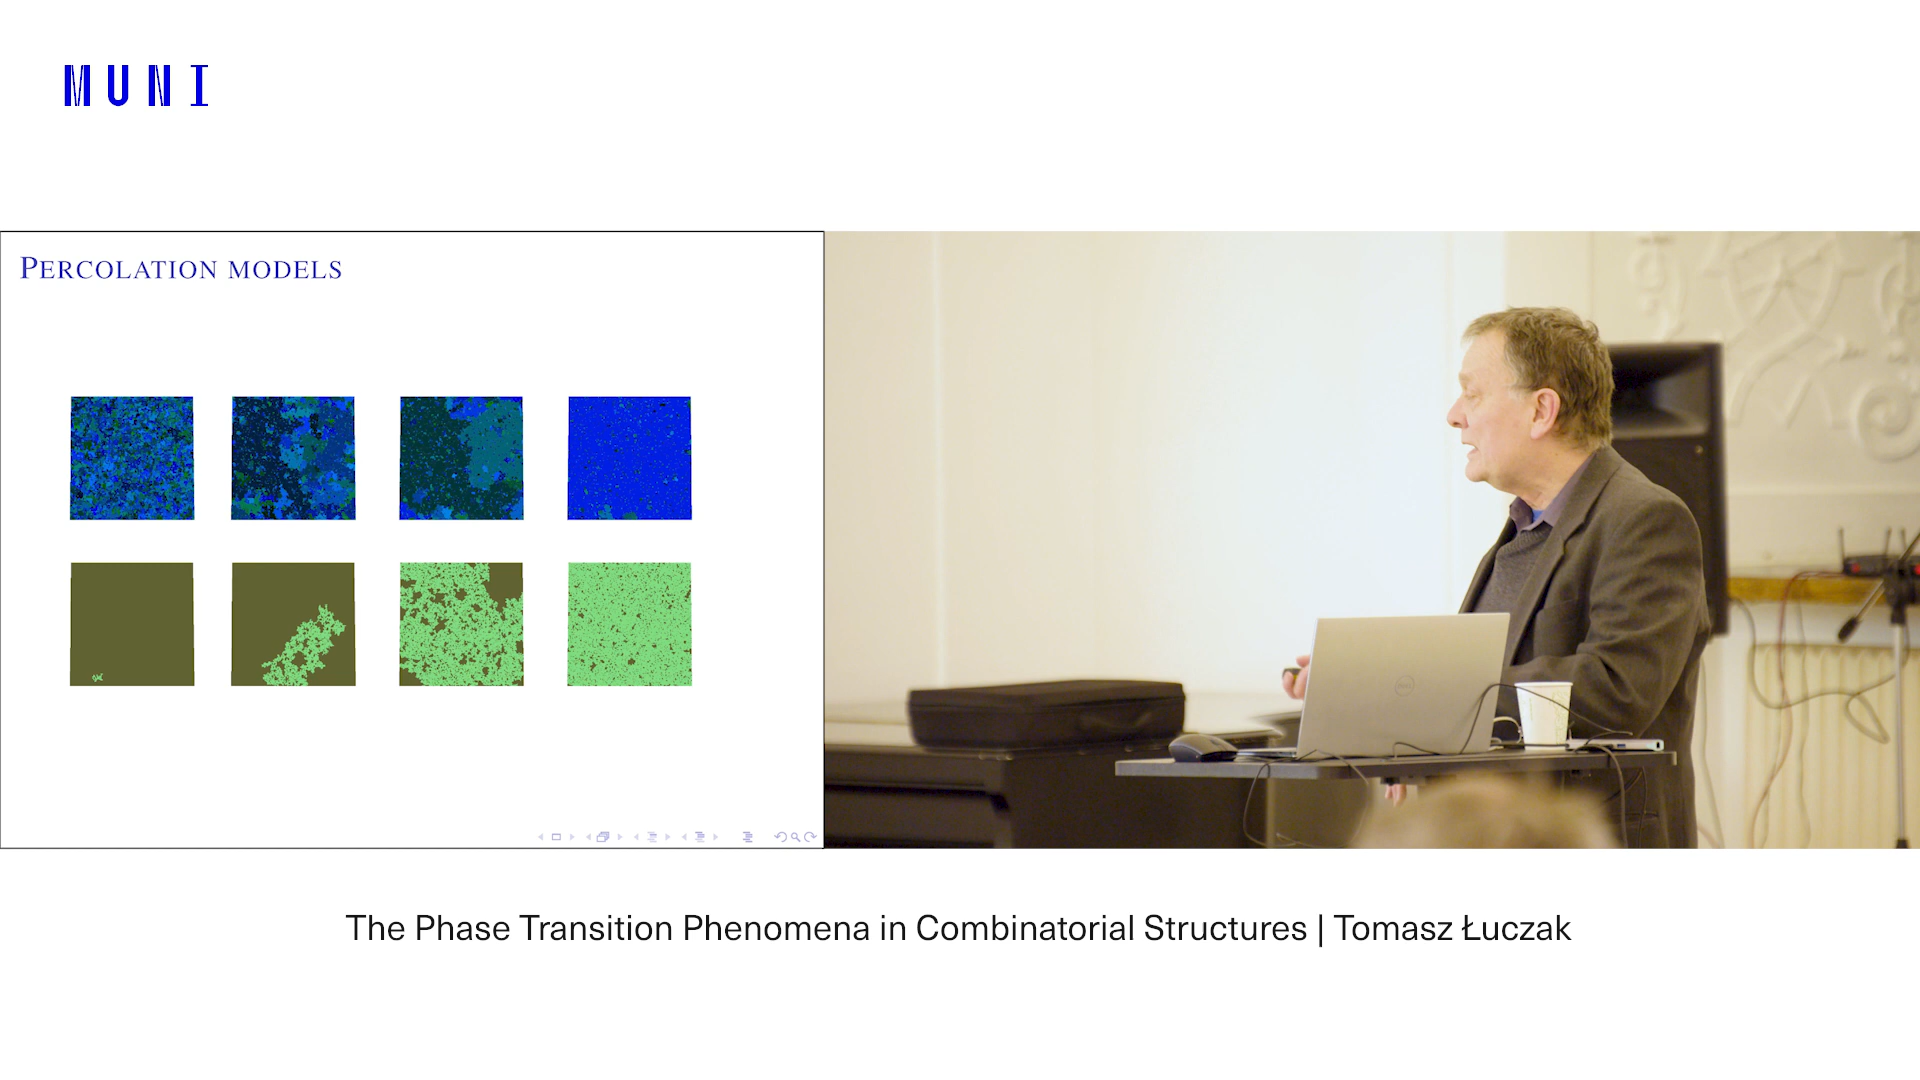 MUNI
PERCOLATION MODELS
The Phase Transition Phenomena in Combinatorial Structures | Tomasz Łuczak